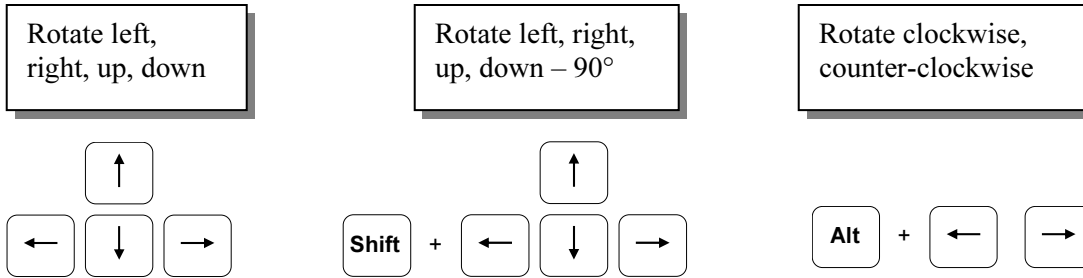 Rotate left,
right, up, down
Rotate left, right,
up, down – 90°
Rotate clockwise,
counter-clockwise
↑
← ↓ →
↑
Shift + ← ↓ →
Alt + ← →